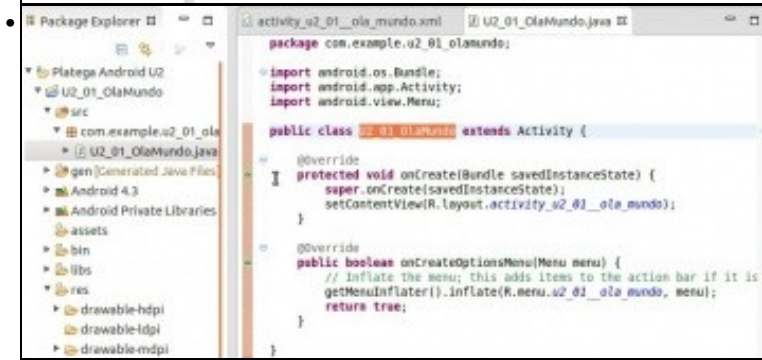 Package Explorer
activity_u2_01__ola_mundo.xml
U2_01_OlaMundo.java
Platega Android U2
U2_01_OlaMundo
src
com.example.u2_01_ola
U2_01_OlaMundo.java
gen [Generated Java Files]
Android 4.3
Android Private Libraries
assets
bin
libs
res
drawable-hdpi
drawable-ldpi
drawable-mdpi
package com.example.u2_01_olamundo;
import android.os.Bundle;
import android.app.Activity;
import android.view.Menu;
public class U2_01_OlaMundo extends Activity {
@Override
protected void onCreate(Bundle savedInstanceState) {
super.onCreate(savedInstanceState);
setContentView(R.layout.activity_u2_01__ola_mundo);
}
@Override
public boolean onCreateOptionsMenu(Menu menu) {
// Inflate the menu; this adds items to the action bar if it is
getMenuInflater().inflate(R.menu.u2_01__ola_mundo, menu);
return true;
}
}